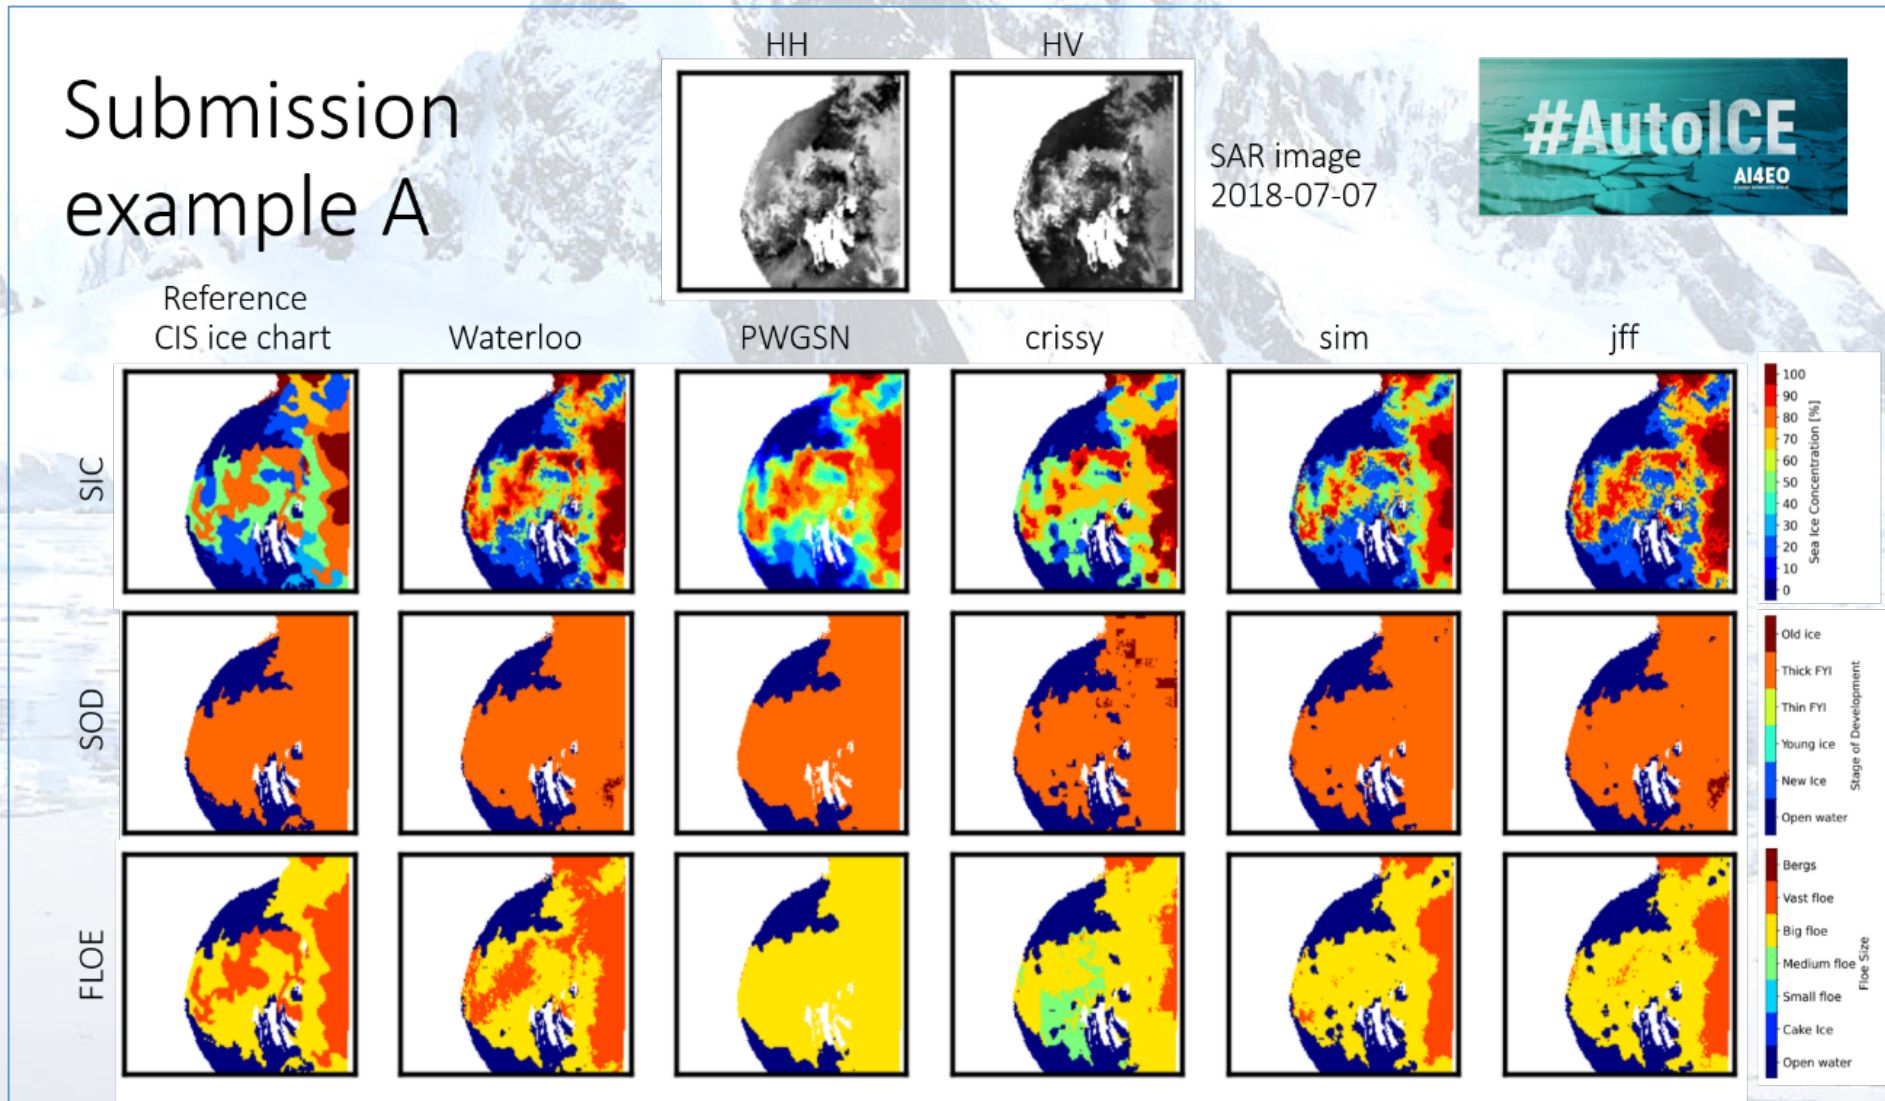 Submission
example A
HH
HV
SAR image
2018-07-07
#AutoICE
AI4EO
Reference
CIS ice chart
Waterloo
PWGSN
crissy
sim
jff
SIC
100
90
80
70
60
50
40
30
20
10
0
Sea Ice Concentration [%]
SOD
Old ice
Thick FYI
Thin FYI
Young ice
New Ice
Open water
Stage of Development
FLOE
Bergs
Vast floe
Big floe
Medium floe
Small floe
Cake Ice
Open water
Floe Size